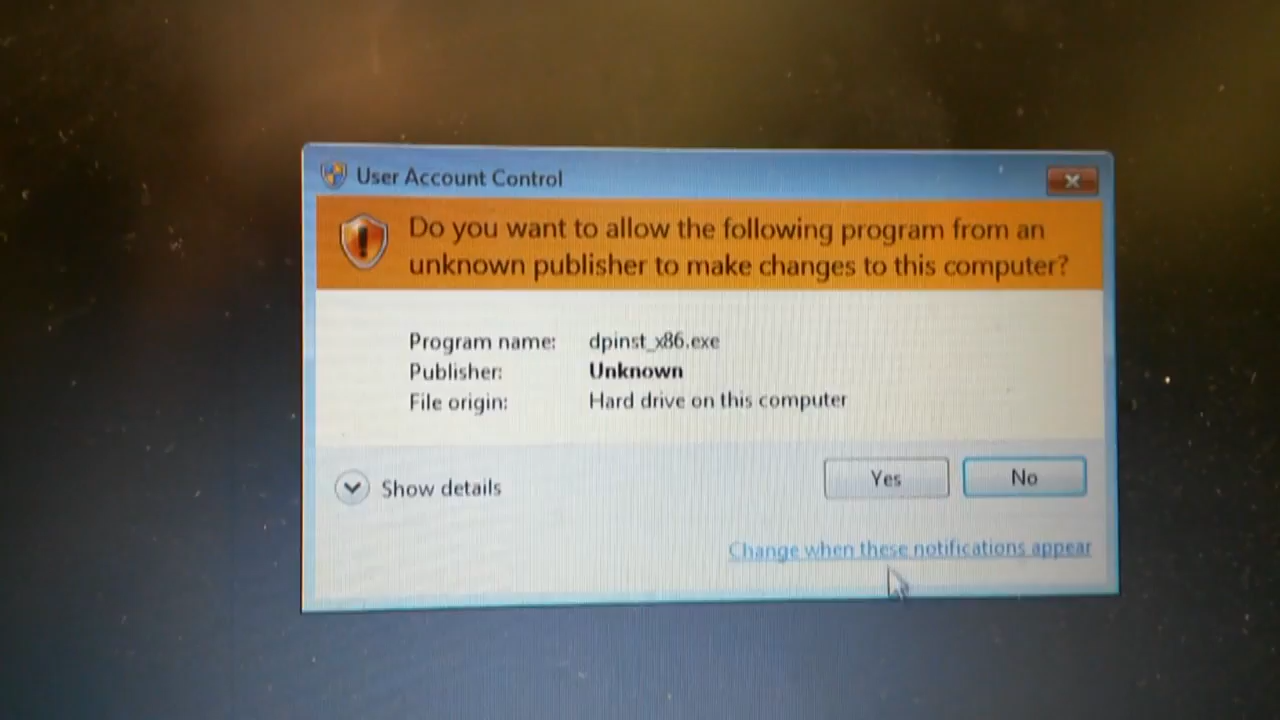 User Account Control
Do you want to allow the following program from an
unknown publisher to make changes to this computer?
Program name: dpinst_x86.exe
Publisher: Unknown
File origin: Hard drive on this computer
Show details
Yes No
Change when these notifications appear